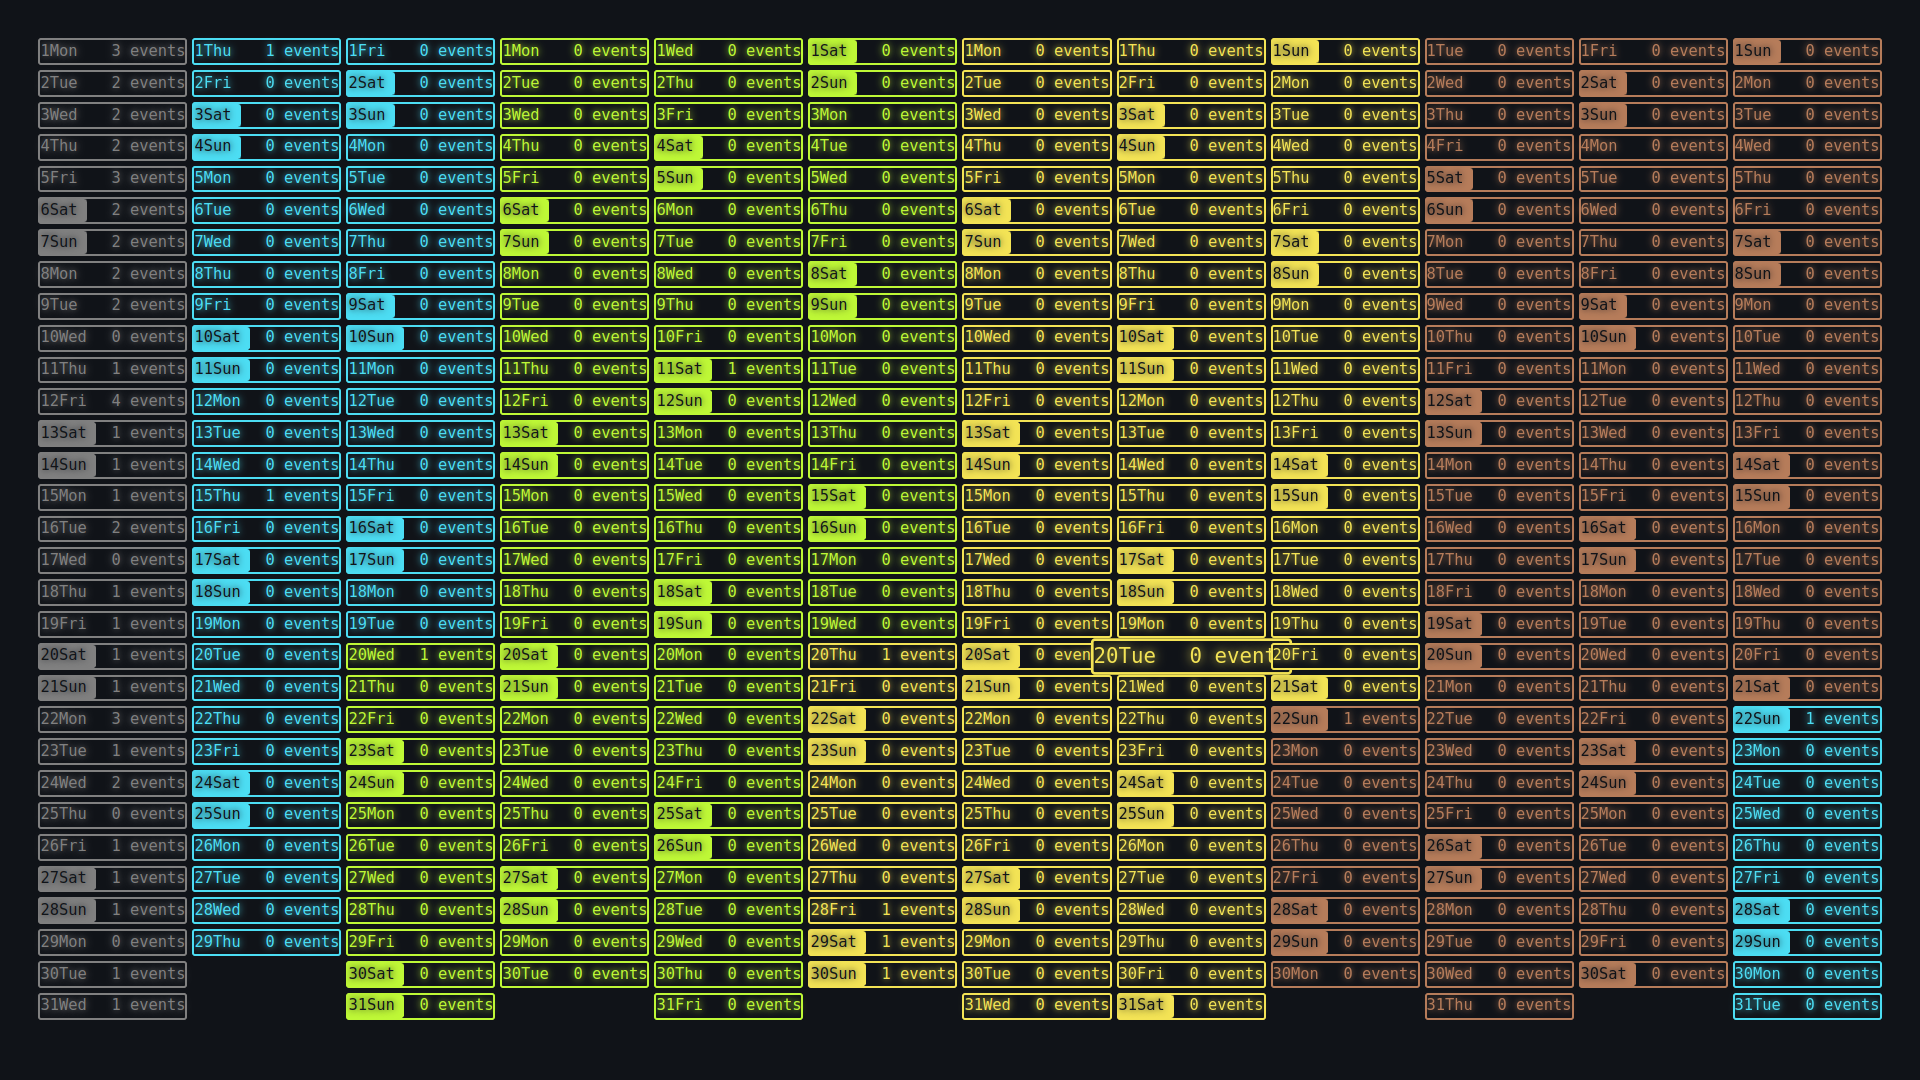 1Mon 3 events 1Thu 1 events 1Fri 0 events 1Mon 0 events 1Wed 0 events 1Sat 0 events 1Mon 0 events 1Thu 0 events 1Sun 0 events 1Tue 0 events 1Fri 0 events 1Sun 0 events
2Tue 2 events 2Fri 0 events 2Sat 0 events 2Tue 0 events 2Thu 0 events 2Sun 0 events 2Tue 0 events 2Fri 0 events 2Mon 0 events 2Wed 0 events 2Sat 0 events 2Mon 0 events
3Wed 2 events 3Sat 0 events 3Sun 0 events 3Wed 0 events 3Fri 0 events 3Mon 0 events 3Wed 0 events 3Sat 0 events 3Tue 0 events 3Thu 0 events 3Sun 0 events 3Tue 0 events
4Thu 2 events 4Sun 0 events 4Mon 0 events 4Thu 0 events 4Sat 0 events 4Tue 0 events 4Thu 0 events 4Sun 0 events 4Wed 0 events 4Fri 0 events 4Mon 0 events 4Wed 0 events
5Fri 3 events 5Mon 0 events 5Tue 0 events 5Fri 0 events 5Sun 0 events 5Wed 0 events 5Fri 0 events 5Mon 0 events 5Thu 0 events 5Sat 0 events 5Tue 0 events 5Thu 0 events
6Sat 2 events 6Tue 0 events 6Wed 0 events 6Sat 0 events 6Mon 0 events 6Thu 0 events 6Sat 0 events 6Tue 0 events 6Fri 0 events 6Sun 0 events 6Wed 0 events 6Fri 0 events
7Sun 2 events 7Wed 0 events 7Thu 0 events 7Sun 0 events 7Tue 0 events 7Fri 0 events 7Sun 0 events 7Wed 0 events 7Sat 0 events 7Mon 0 events 7Thu 0 events 7Sat 0 events
8Mon 2 events 8Thu 0 events 8Fri 0 events 8Mon 0 events 8Wed 0 events 8Sat 0 events 8Mon 0 events 8Thu 0 events 8Sun 0 events 8Tue 0 events 8Fri 0 events 8Sun 0 events
9Tue 2 events 9Fri 0 events 9Sat 0 events 9Tue 0 events 9Thu 0 events 9Sun 0 events 9Tue 0 events 9Fri 0 events 9Mon 0 events 9Wed 0 events 9Sat 0 events 9Mon 0 events
10Wed 0 events 10Sat 0 events 10Sun 0 events 10Wed 0 events 10Fri 0 events 10Mon 0 events 10Wed 0 events 10Sat 0 events 10Tue 0 events 10Thu 0 events 10Sun 0 events 10Tue 0 events
11Thu 1 events 11Sun 0 events 11Mon 0 events 11Thu 0 events 11Sat 1 events 11Tue 0 events 11Thu 0 events 11Sun 0 events 11Wed 0 events 11Fri 0 events 11Mon 0 events 11Wed 0 events
12Fri 4 events 12Mon 0 events 12Tue 0 events 12Fri 0 events 12Sun 0 events 12Wed 0 events 12Fri 0 events 12Mon 0 events 12Thu 0 events 12Sat 0 events 12Tue 0 events 12Thu 0 events
13Sat 1 events 13Tue 0 events 13Wed 0 events 13Sat 0 events 13Mon 0 events 13Thu 0 events 13Sat 0 events 13Tue 0 events 13Fri 0 events 13Sun 0 events 13Wed 0 events 13Fri 0 events
14Sun 1 events 14Wed 0 events 14Thu 0 events 14Sun 0 events 14Tue 0 events 14Fri 0 events 14Sun 0 events 14Wed 0 events 14Sat 0 events 14Mon 0 events 14Thu 0 events 14Sat 0 events
15Mon 1 events 15Thu 1 events 15Fri 0 events 15Mon 0 events 15Wed 0 events 15Sat 0 events 15Mon 0 events 15Thu 0 events 15Sun 0 events 15Tue 0 events 15Fri 0 events 15Sun 0 events
16Tue 2 events 16Fri 0 events 16Sat 0 events 16Tue 0 events 16Thu 0 events 16Sun 0 events 16Tue 0 events 16Fri 0 events 16Mon 0 events 16Wed 0 events 16Sat 0 events 16Mon 0 events
17Wed 0 events 17Sat 0 events 17Sun 0 events 17Wed 0 events 17Fri 0 events 17Mon 0 events 17Wed 0 events 17Sat 0 events 17Tue 0 events 17Thu 0 events 17Sun 0 events 17Tue 0 events
18Thu 1 events 18Sun 0 events 18Mon 0 events 18Thu 0 events 18Sat 0 events 18Tue 0 events 18Thu 0 events 18Sun 0 events 18Wed 0 events 18Fri 0 events 18Mon 0 events 18Wed 0 events
19Fri 1 events 19Mon 0 events 19Tue 0 events 19Fri 0 events 19Sun 0 events 19Wed 0 events 19Fri 0 events 19Mon 0 events 19Thu 0 events 19Sat 0 events 19Tue 0 events 19Thu 0 events
20Sat 1 events 20Tue 0 events 20Wed 1 events 20Sat 0 events 20Mon 0 events 20Thu 1 events 20Sat 0 even 20Tue 0 event 20Fri 0 events 20Sun 0 events 20Wed 0 events 20Fri 0 events
21Sun 1 events 21Wed 0 events 21Thu 0 events 21Sun 0 events 21Tue 0 events 21Fri 0 events 21Sun 0 events 21Wed 0 events 21Sat 0 events 21Mon 0 events 21Thu 0 events 21Sat 0 events
22Mon 3 events 22Thu 0 events 22Fri 0 events 22Mon 0 events 22Wed 0 events 22Sat 0 events 22Mon 0 events 22Thu 0 events 22Sun 1 events 22Tue 0 events 22Fri 0 events 22Sun 1 events
23Tue 1 events 23Fri 0 events 23Sat 0 events 23Tue 0 events 23Thu 0 events 23Sun 0 events 23Tue 0 events 23Fri 0 events 23Mon 0 events 23Wed 0 events 23Sat 0 events 23Mon 0 events
24Wed 2 events 24Sat 0 events 24Sun 0 events 24Wed 0 events 24Fri 0 events 24Mon 0 events 24Wed 0 events 24Sat 0 events 24Tue 0 events 24Thu 0 events 24Sun 0 events 24Tue 0 events
25Thu 0 events 25Sun 0 events 25Mon 0 events 25Thu 0 events 25Sat 0 events 25Tue 0 events 25Thu 0 events 25Sun 0 events 25Wed 0 events 25Fri 0 events 25Mon 0 events 25Wed 0 events
26Fri 1 events 26Mon 0 events 26Tue 0 events 26Fri 0 events 26Sun 0 events 26Wed 0 events 26Fri 0 events 26Mon 0 events 26Thu 0 events 26Sat 0 events 26Tue 0 events 26Thu 0 events
27Sat 1 events 27Tue 0 events 27Wed 0 events 27Sat 0 events 27Mon 0 events 27Thu 0 events 27Sat 0 events 27Tue 0 events 27Fri 0 events 27Sun 0 events 27Wed 0 events 27Fri 0 events
28Sun 1 events 28Wed 0 events 28Thu 0 events 28Sun 0 events 28Tue 0 events 28Fri 1 events 28Sun 0 events 28Wed 0 events 28Sat 0 events 28Mon 0 events 28Thu 0 events 28Sat 0 events
29Mon 0 events 29Thu 0 events 29Fri 0 events 29Mon 0 events 29Wed 0 events 29Sat 1 events 29Mon 0 events 29Thu 0 events 29Sun 0 events 29Tue 0 events 29Fri 0 events 29Sun 0 events
30Tue 1 events 30Sat 0 events 30Tue 0 events 30Thu 0 events 30Sun 1 events 30Tue 0 events 30Fri 0 events 30Mon 0 events 30Wed 0 events 30Sat 0 events 30Mon 0 events
31Wed 1 events 31Sun 0 events 31Fri 0 events 31Wed 0 events 31Sat 0 events 31Thu 0 events 31Tue 0 events